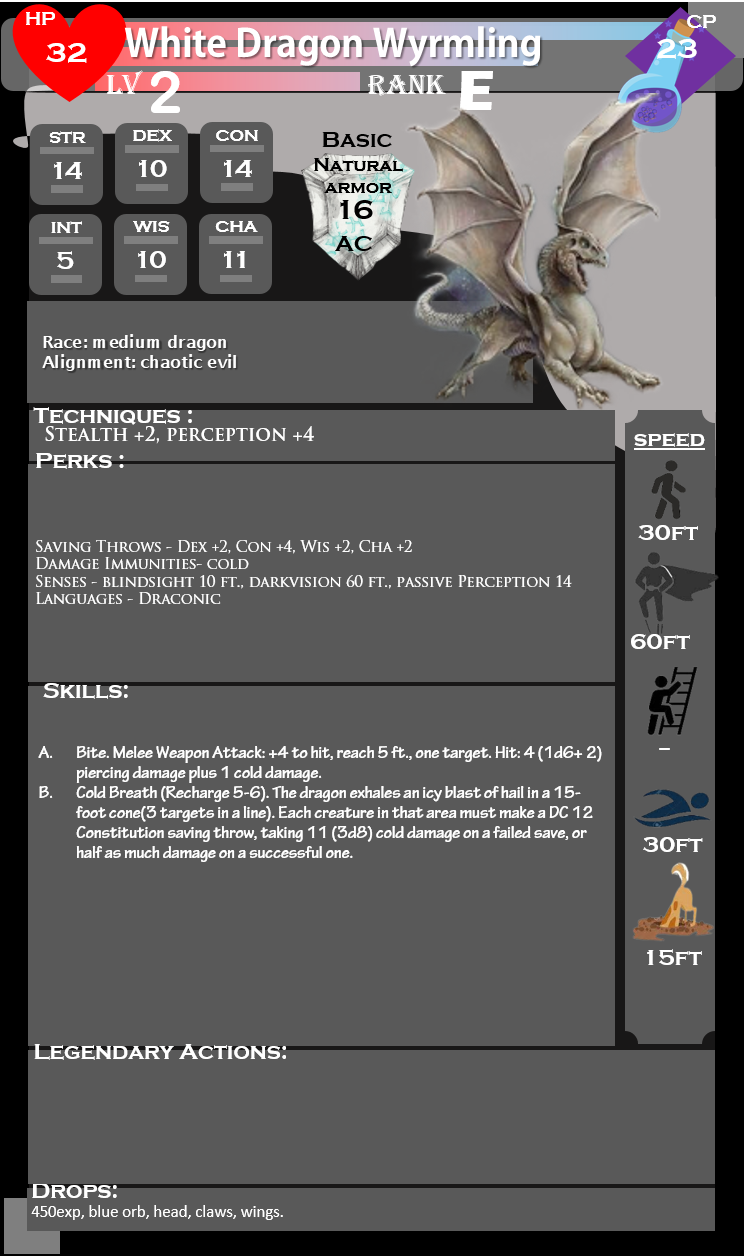 HP
32
White Dragon Wyrmling
CP
23
LV 2
RANK E
STR
14
DEX
10
CON
14
INT
5
WIS
10
CHA
11
Basic
Natural
armor
16
AC
Race: medium dragon
Alignment: chaotic evil
Techniques :
Stealth +2, perception +4
Perks :
Saving Throws - Dex +2, Con +4, Wis +2, Cha +2
Damage Immunities- cold
Senses - blindsight 10 ft., darkvision 60 ft., passive Perception 14
Languages - Draconic
Skills:
A. Bite. Melee Weapon Attack: +4 to hit, reach 5 ft., one target. Hit: 4 (1d6+ 2)
piercing damage plus 1 cold damage.
B. Cold Breath (Recharge 5-6). The dragon exhales an icy blast of hail in a 15-
foot cone(3 targets in a line). Each creature in that area must make a DC 12
Constitution saving throw, taking 11 (3d8) cold damage on a failed save, or
half as much damage on a successful one.
SPEED
30FT
60FT
–
30FT
15FT
Legendary Actions:
Drops:
450exp, blue orb, head, claws, wings.